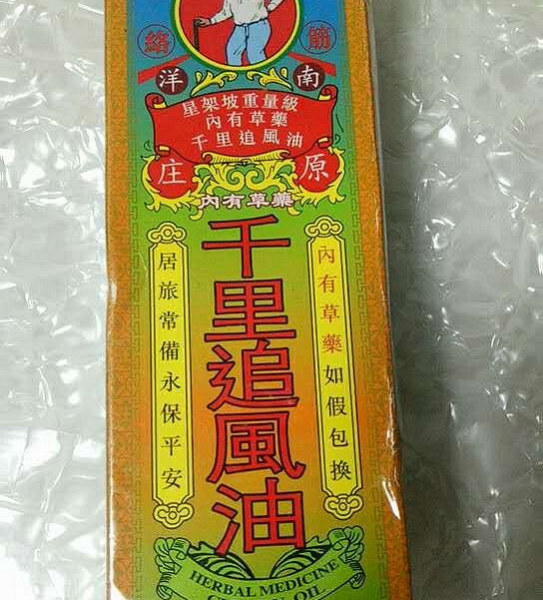 筋絡
南洋
星架坡重量級
內有草藥
千里追風油
原庄
內有草藥
千里追風油
內有草藥如假包換
居旅常備永保平安
HERBAL MEDICINE
OIL